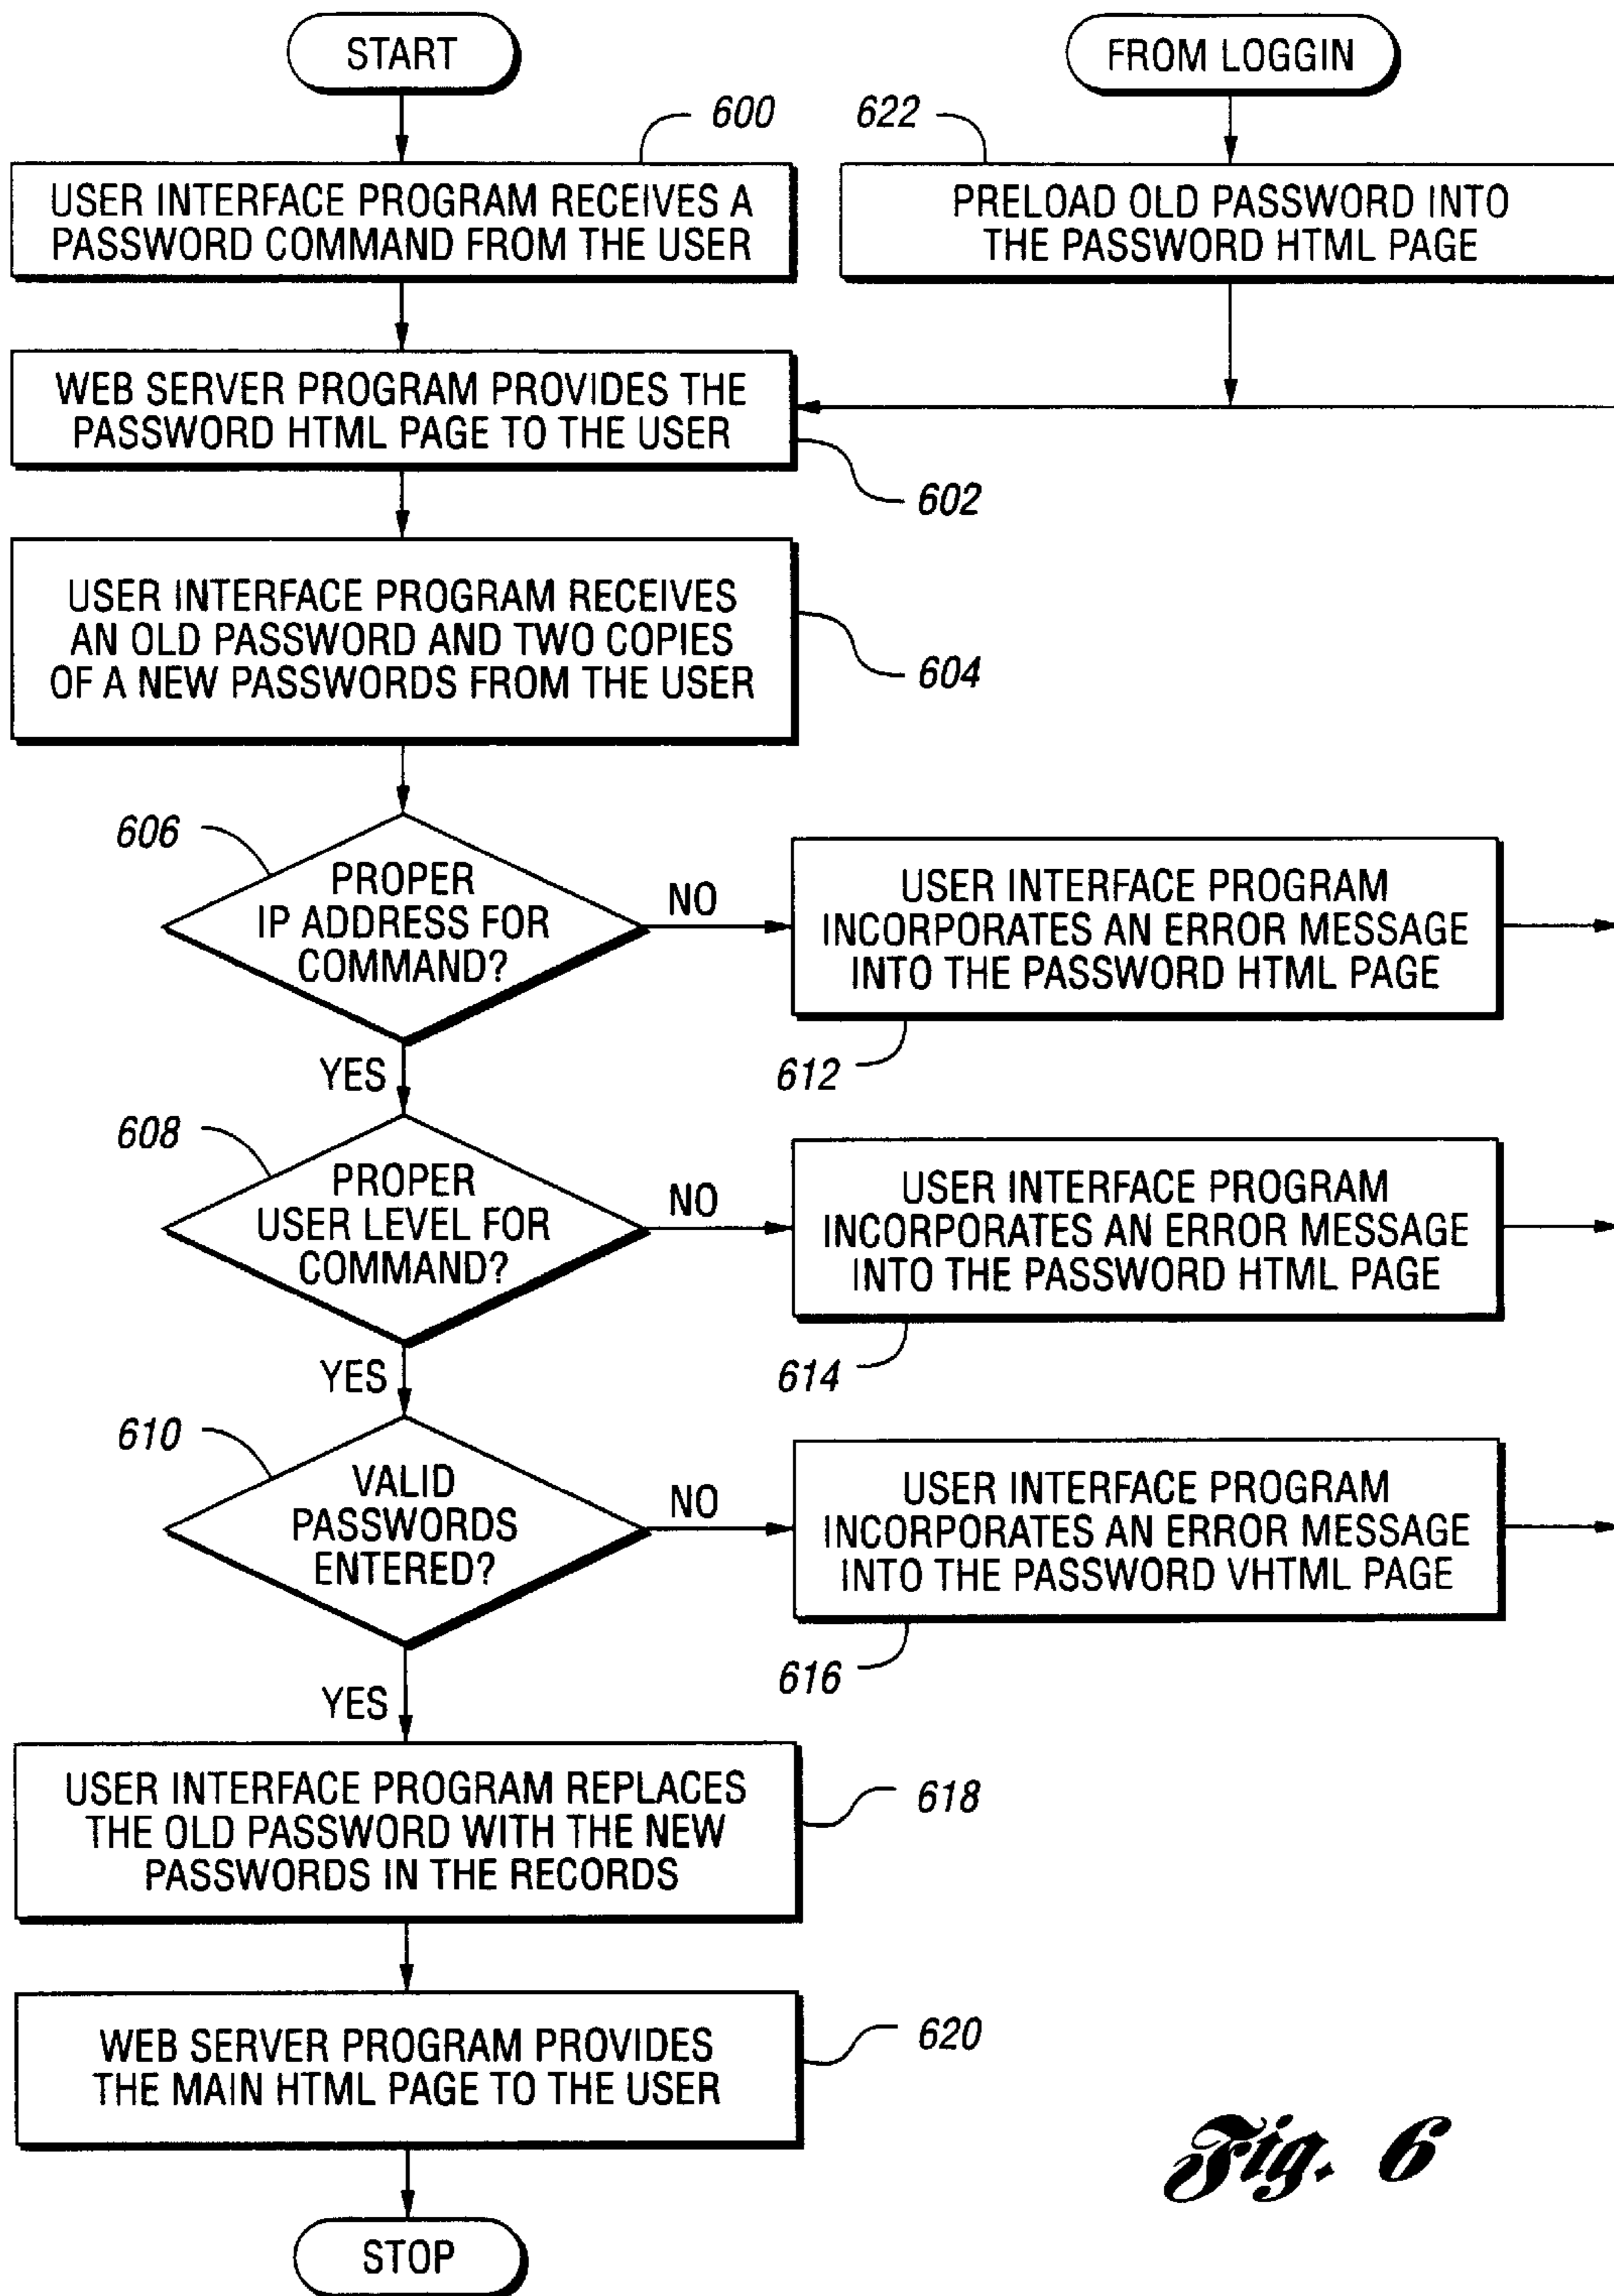 START
FROM LOGGIN
600
622
USER INTERFACE PROGRAM RECEIVES A
PASSWORD COMMAND FROM THE USER
PRELOAD OLD PASSWORD INTO
THE PASSWORD HTML PAGE
WEB SERVER PROGRAM PROVIDES THE
PASSWORD HTML PAGE TO THE USER
602
USER INTERFACE PROGRAM RECEIVES
AN OLD PASSWORD AND TWO COPIES
OF A NEW PASSWORDS FROM THE USER
604
606
PROPER
IP ADDRESS FOR
COMMAND?
NO
USER INTERFACE PROGRAM
INCORPORATES AN ERROR MESSAGE
INTO THE PASSWORD HTML PAGE
612
YES
608
PROPER
USER LEVEL FOR
COMMAND?
NO
USER INTERFACE PROGRAM
INCORPORATES AN ERROR MESSAGE
INTO THE PASSWORD HTML PAGE
614
YES
610
VALID
PASSWORDS
ENTERED?
NO
USER INTERFACE PROGRAM
INCORPORATES AN ERROR MESSAGE
INTO THE PASSWORD VHTML PAGE
616
YES
USER INTERFACE PROGRAM REPLACES
THE OLD PASSWORD WITH THE NEW
PASSWORDS IN THE RECORDS
618
WEB SERVER PROGRAM PROVIDES
THE MAIN HTML PAGE TO THE USER
620
STOP
Fig. 6